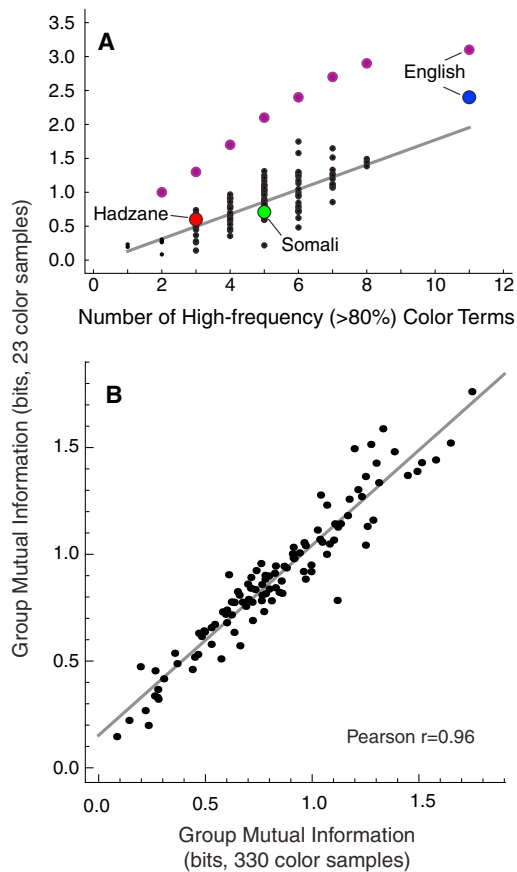 Group Mutual Information (bits, 23 color samples)
A
3.5
3.0
2.5
2.0
1.5
1.0
0.5
0.0
English
Hadzane
Somali
0 2 4 6 8 10 12
Number of High-frequency (>80%) Color Terms
B
1.5
1.0
0.5
0.0
Pearson r=0.96
0.0 0.5 1.0 1.5
Group Mutual Information
(bits, 330 color samples)